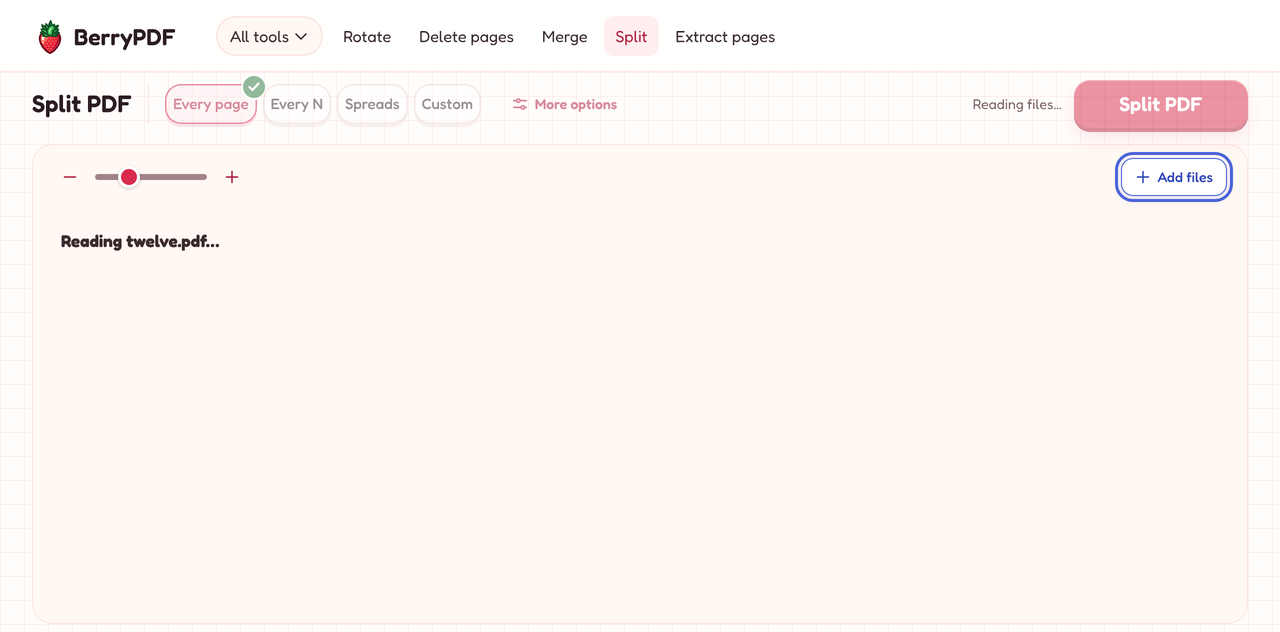 BerryPDF
All tools
Rotate
Delete pages
Merge
Split
Extract pages
Split PDF
Every page
Every N
Spreads
Custom
More options
Reading files...
Split PDF
Add files
Reading twelve.pdf...